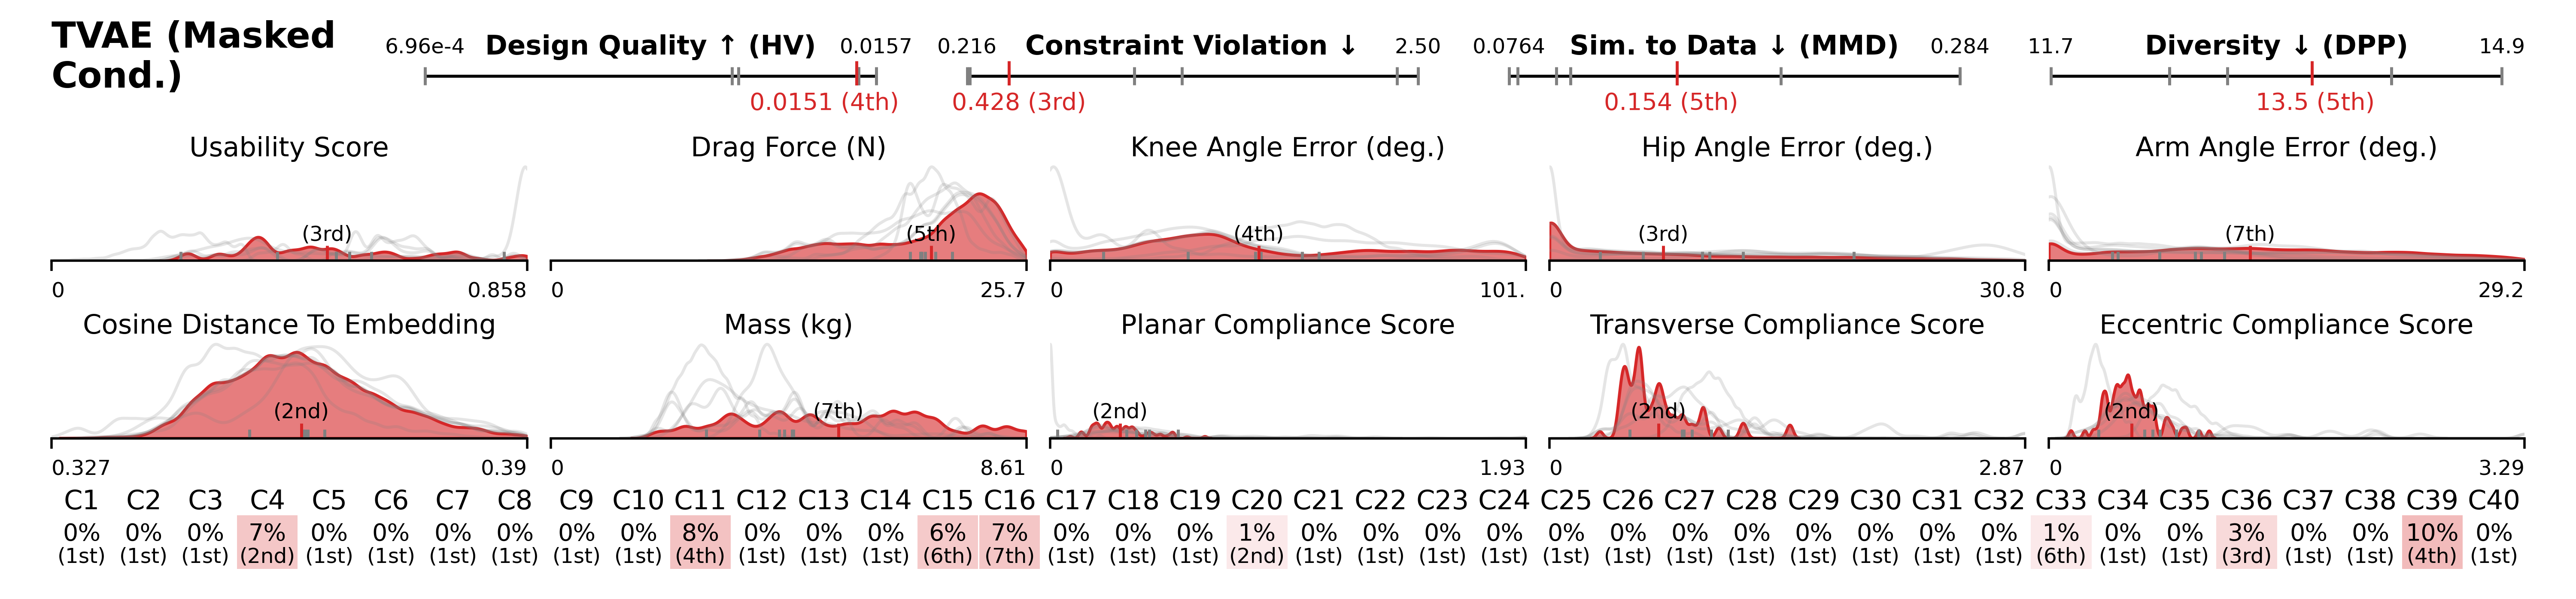 TVAE (Masked
Cond.)
6.96e-4 Design Quality ↑ (HV) 0.0157
0.0151 (4th)
0.216 Constraint Violation ↓ 2.50
0.428 (3rd)
0.0764 Sim. to Data ↓ (MMD) 0.284
0.154 (5th)
11.7 Diversity ↓ (DPP) 14.9
13.5 (5th)
Usability Score
(3rd)
0 0.858
Drag Force (N)
(5th)
0 25.7
Knee Angle Error (deg.)
(4th)
0 101.
Hip Angle Error (deg.)
(3rd)
0 30.8
Arm Angle Error (deg.)
(7th)
0 29.2
Cosine Distance To Embedding
(2nd)
0.327 0.39
Mass (kg)
(7th)
0 8.61
Planar Compliance Score
(2nd)
0 1.93
Transverse Compliance Score
(2nd)
0 2.87
Eccentric Compliance Score
(2nd)
0 3.29
C1 C2 C3 C4 C5 C6 C7 C8 C9 C10 C11 C12 C13 C14 C15 C16 C17 C18 C19 C20 C21 C22 C23 C24 C25 C26 C27 C28 C29 C30 C31 C32 C33 C34 C35 C36 C37 C38 C39 C40
0% 0% 0% 7% 0% 0% 0% 0% 0% 0% 8% 0% 0% 0% 6% 7% 0% 0% 0% 1% 0% 0% 0% 0% 0% 0% 0% 0% 0% 0% 0% 0% 1% 0% 0% 3% 0% 0% 10% 0%
(1st) (1st) (1st) (2nd) (1st) (1st) (1st) (1st) (1st) (1st) (4th) (1st) (1st) (1st) (6th) (7th) (1st) (1st) (1st) (2nd) (1st) (1st) (1st) (1st) (1st) (1st) (1st) (1st) (1st) (1st) (1st) (1st) (6th) (1st) (1st) (3rd) (1st) (1st) (4th) (1st)